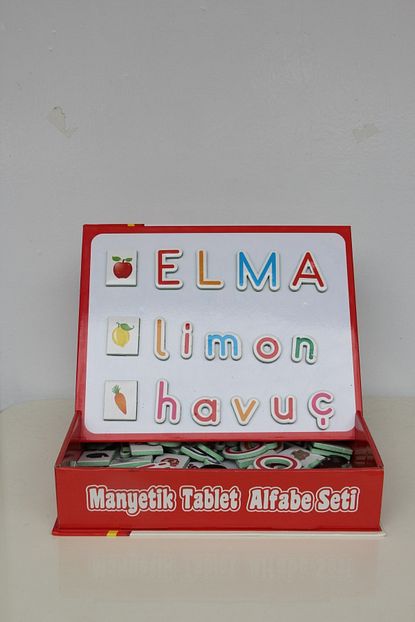 ELMA
limon
havuç
Manyetik Tablet Alfabe Seti